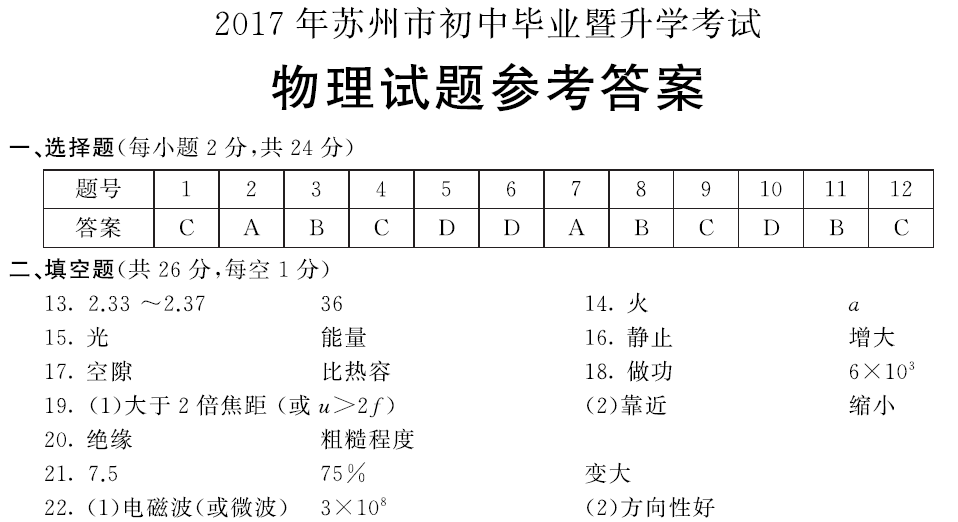 2017年苏州市初中毕业暨升学考试
物理试题参考答案
一、选择题(每小题2分,共24分)
题号 1 2 3 4 5 6 7 8 9 10 11 12
答案 C A B C D D A B C D B C
二、填空题(共26分,每空1分)
13. 2.33 ~2.37 36 14. 火 a
15. 光 能量 16. 静止 增大
17. 空隙 比热容 18. 做功 6×10³
19. (1)大于2倍焦距 (或u>2f) (2)靠近 缩小
20. 绝缘 粗糙程度
21. 7.5 75% 变大
22. (1)电磁波(或微波) 3×10⁸ (2)方向性好